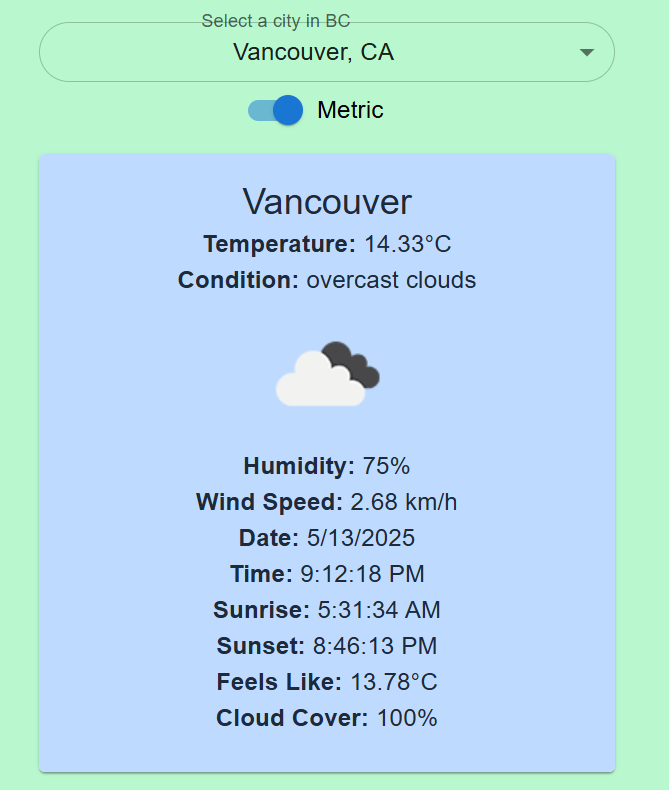 Select a city in BC
Vancouver, CA
Metric
Vancouver
Temperature: 14.33°C
Condition: overcast clouds
Humidity: 75%
Wind Speed: 2.68 km/h
Date: 5/13/2025
Time: 9:12:18 PM
Sunrise: 5:31:34 AM
Sunset: 8:46:13 PM
Feels Like: 13.78°C
Cloud Cover: 100%